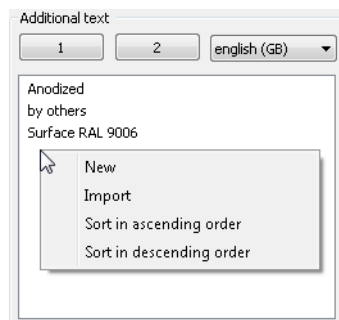 Additional text
1 2 english (GB)
Anodized
by others
Surface RAL 9006
New
Import
Sort in ascending order
Sort in descending order